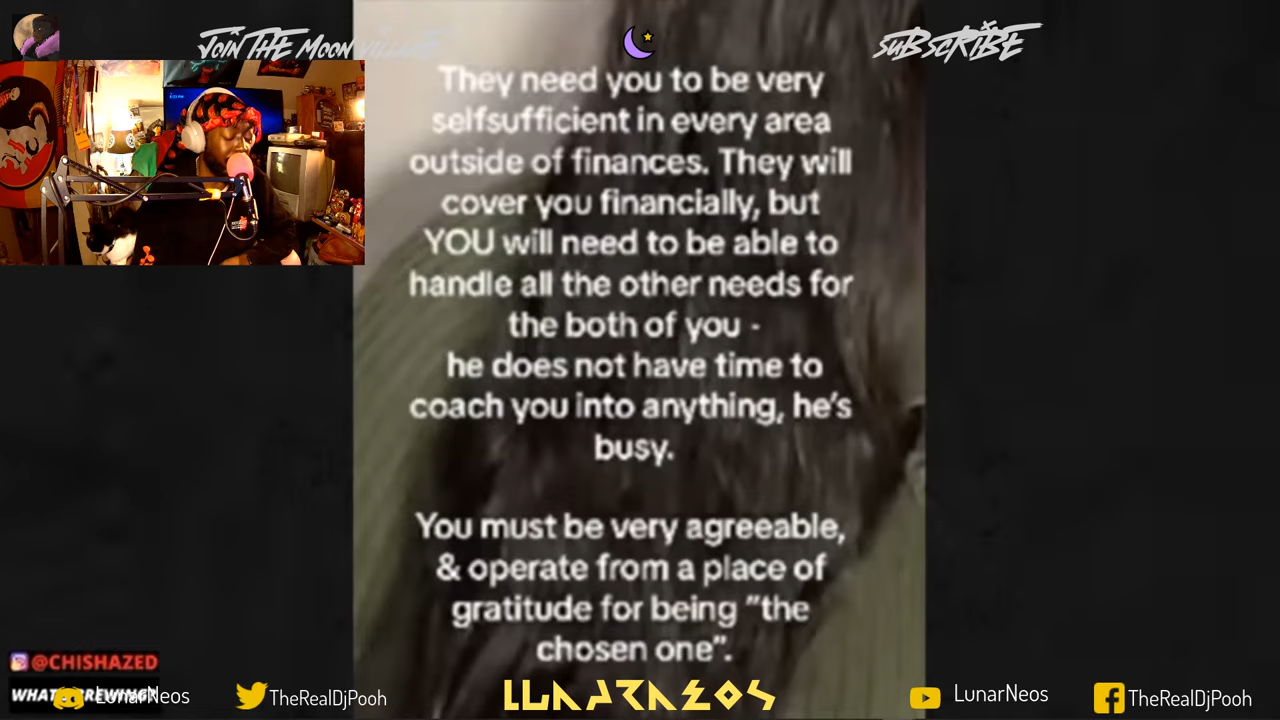 JOIN THE MOON VILLAGE
SUBSCRIBE
They need you to be very
selfsufficient in every area
outside of finances. They will
cover you financially, but
YOU will need to be able to
handle all the other needs for
the both of you -
he does not have time to
coach you into anything, he's
busy.
You must be very agreeable,
& operate from a place of
gratitude for being "the
chosen one".
@CHISHAZED
LunarNeos
TheRealDjPooh
LUNARNEOS
LunarNeos
TheRealDjPooh